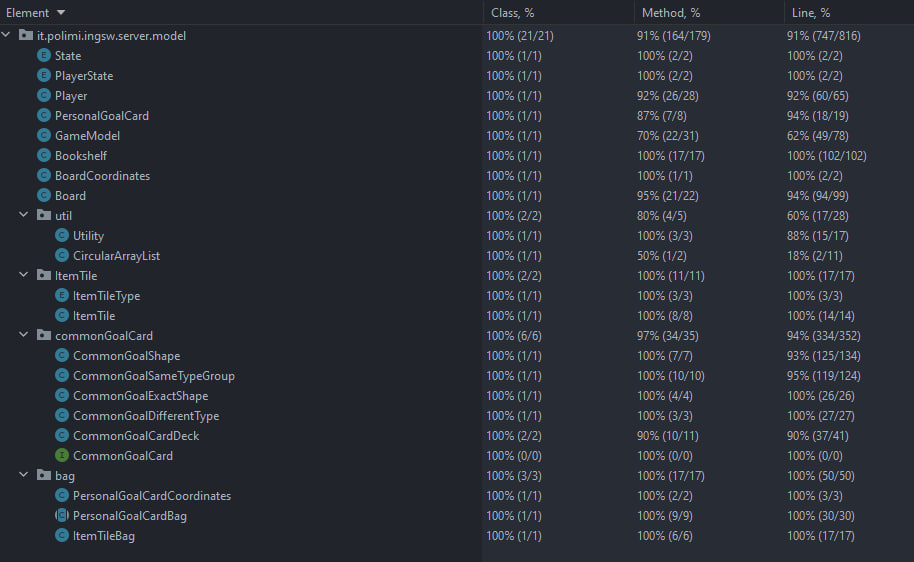 Element Class, % Method, % Line, %
it.polimi.ingsw.server.model 100% (21/21) 91% (164/179) 91% (747/816)
State 100% (1/1) 100% (2/2) 100% (2/2)
PlayerState 100% (1/1) 100% (2/2) 100% (2/2)
Player 100% (1/1) 92% (26/28) 92% (60/65)
PersonalGoalCard 100% (1/1) 87% (7/8) 94% (18/19)
GameModel 100% (1/1) 70% (22/31) 62% (49/78)
Bookshelf 100% (1/1) 100% (17/17) 100% (102/102)
BoardCoordinates 100% (1/1) 100% (1/1) 100% (2/2)
Board 100% (1/1) 95% (21/22) 94% (94/99)
util 100% (2/2) 80% (4/5) 60% (17/28)
Utility 100% (1/1) 100% (3/3) 88% (15/17)
CircularArrayList 100% (1/1) 50% (1/2) 18% (2/11)
ItemTile 100% (2/2) 100% (11/11) 100% (17/17)
ItemTileType 100% (1/1) 100% (3/3) 100% (3/3)
ItemTile 100% (1/1) 100% (8/8) 100% (14/14)
commonGoalCard 100% (6/6) 97% (34/35) 94% (334/352)
CommonGoalShape 100% (1/1) 100% (7/7) 93% (125/134)
CommonGoalSameTypeGroup 100% (1/1) 100% (10/10) 95% (119/124)
CommonGoalExactShape 100% (1/1) 100% (4/4) 100% (26/26)
CommonGoalDifferentType 100% (1/1) 100% (3/3) 100% (27/27)
CommonGoalCardDeck 100% (2/2) 90% (10/11) 90% (37/41)
CommonGoalCard 100% (0/0) 100% (0/0) 100% (0/0)
bag 100% (3/3) 100% (17/17) 100% (50/50)
PersonalGoalCardCoordinates 100% (1/1) 100% (2/2) 100% (3/3)
PersonalGoalCardBag 100% (1/1) 100% (9/9) 100% (30/30)
ItemTileBag 100% (1/1) 100% (6/6) 100% (17/17)